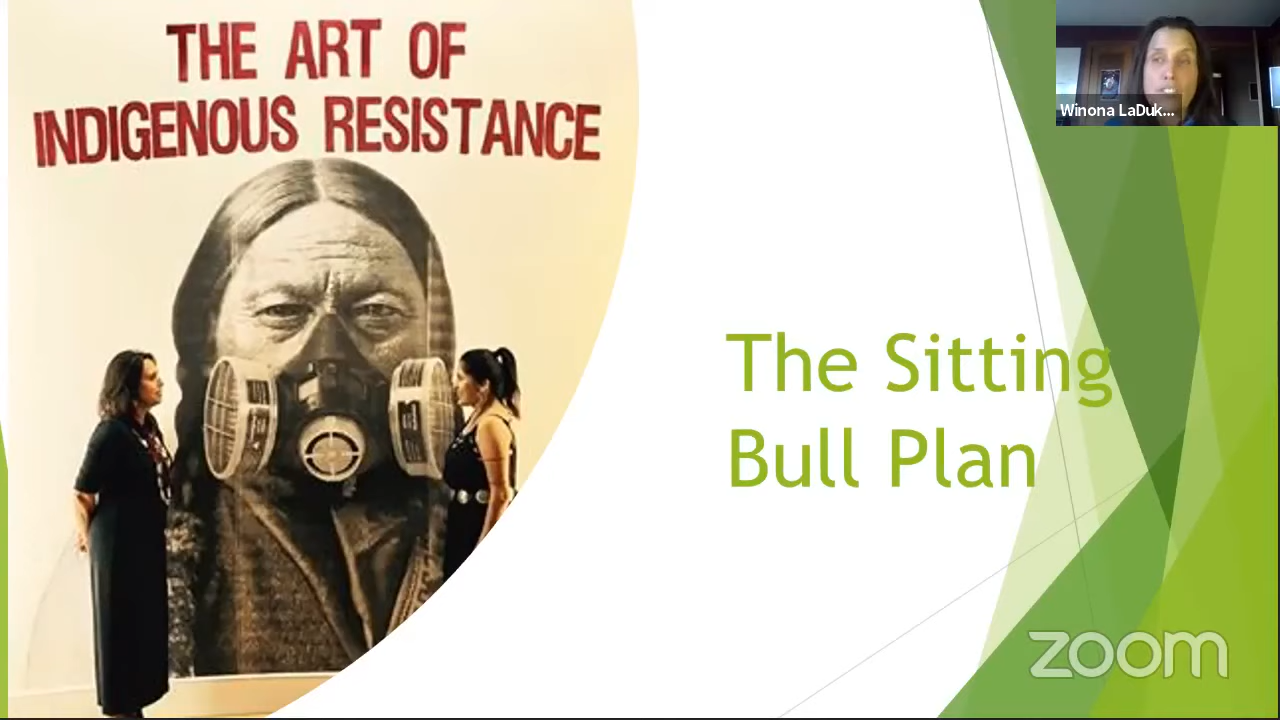 THE ART OF
INDIGENOUS RESISTANCE
Winona LaDuk...
The Sitting
Bull Plan
zoom